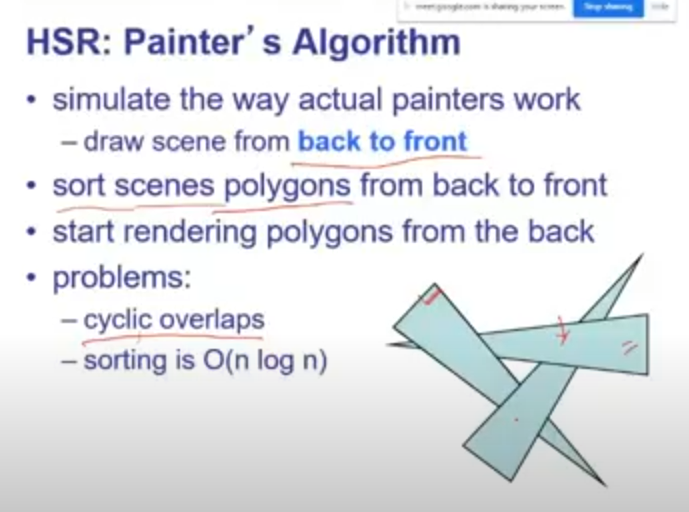 meet.google.com is sharing your screen.
Stop sharing
Hide
HSR: Painter's Algorithm
• simulate the way actual painters work
– draw scene from back to front
• sort scenes polygons from back to front
• start rendering polygons from the back
• problems:
– cyclic overlaps
– sorting is O(n log n)